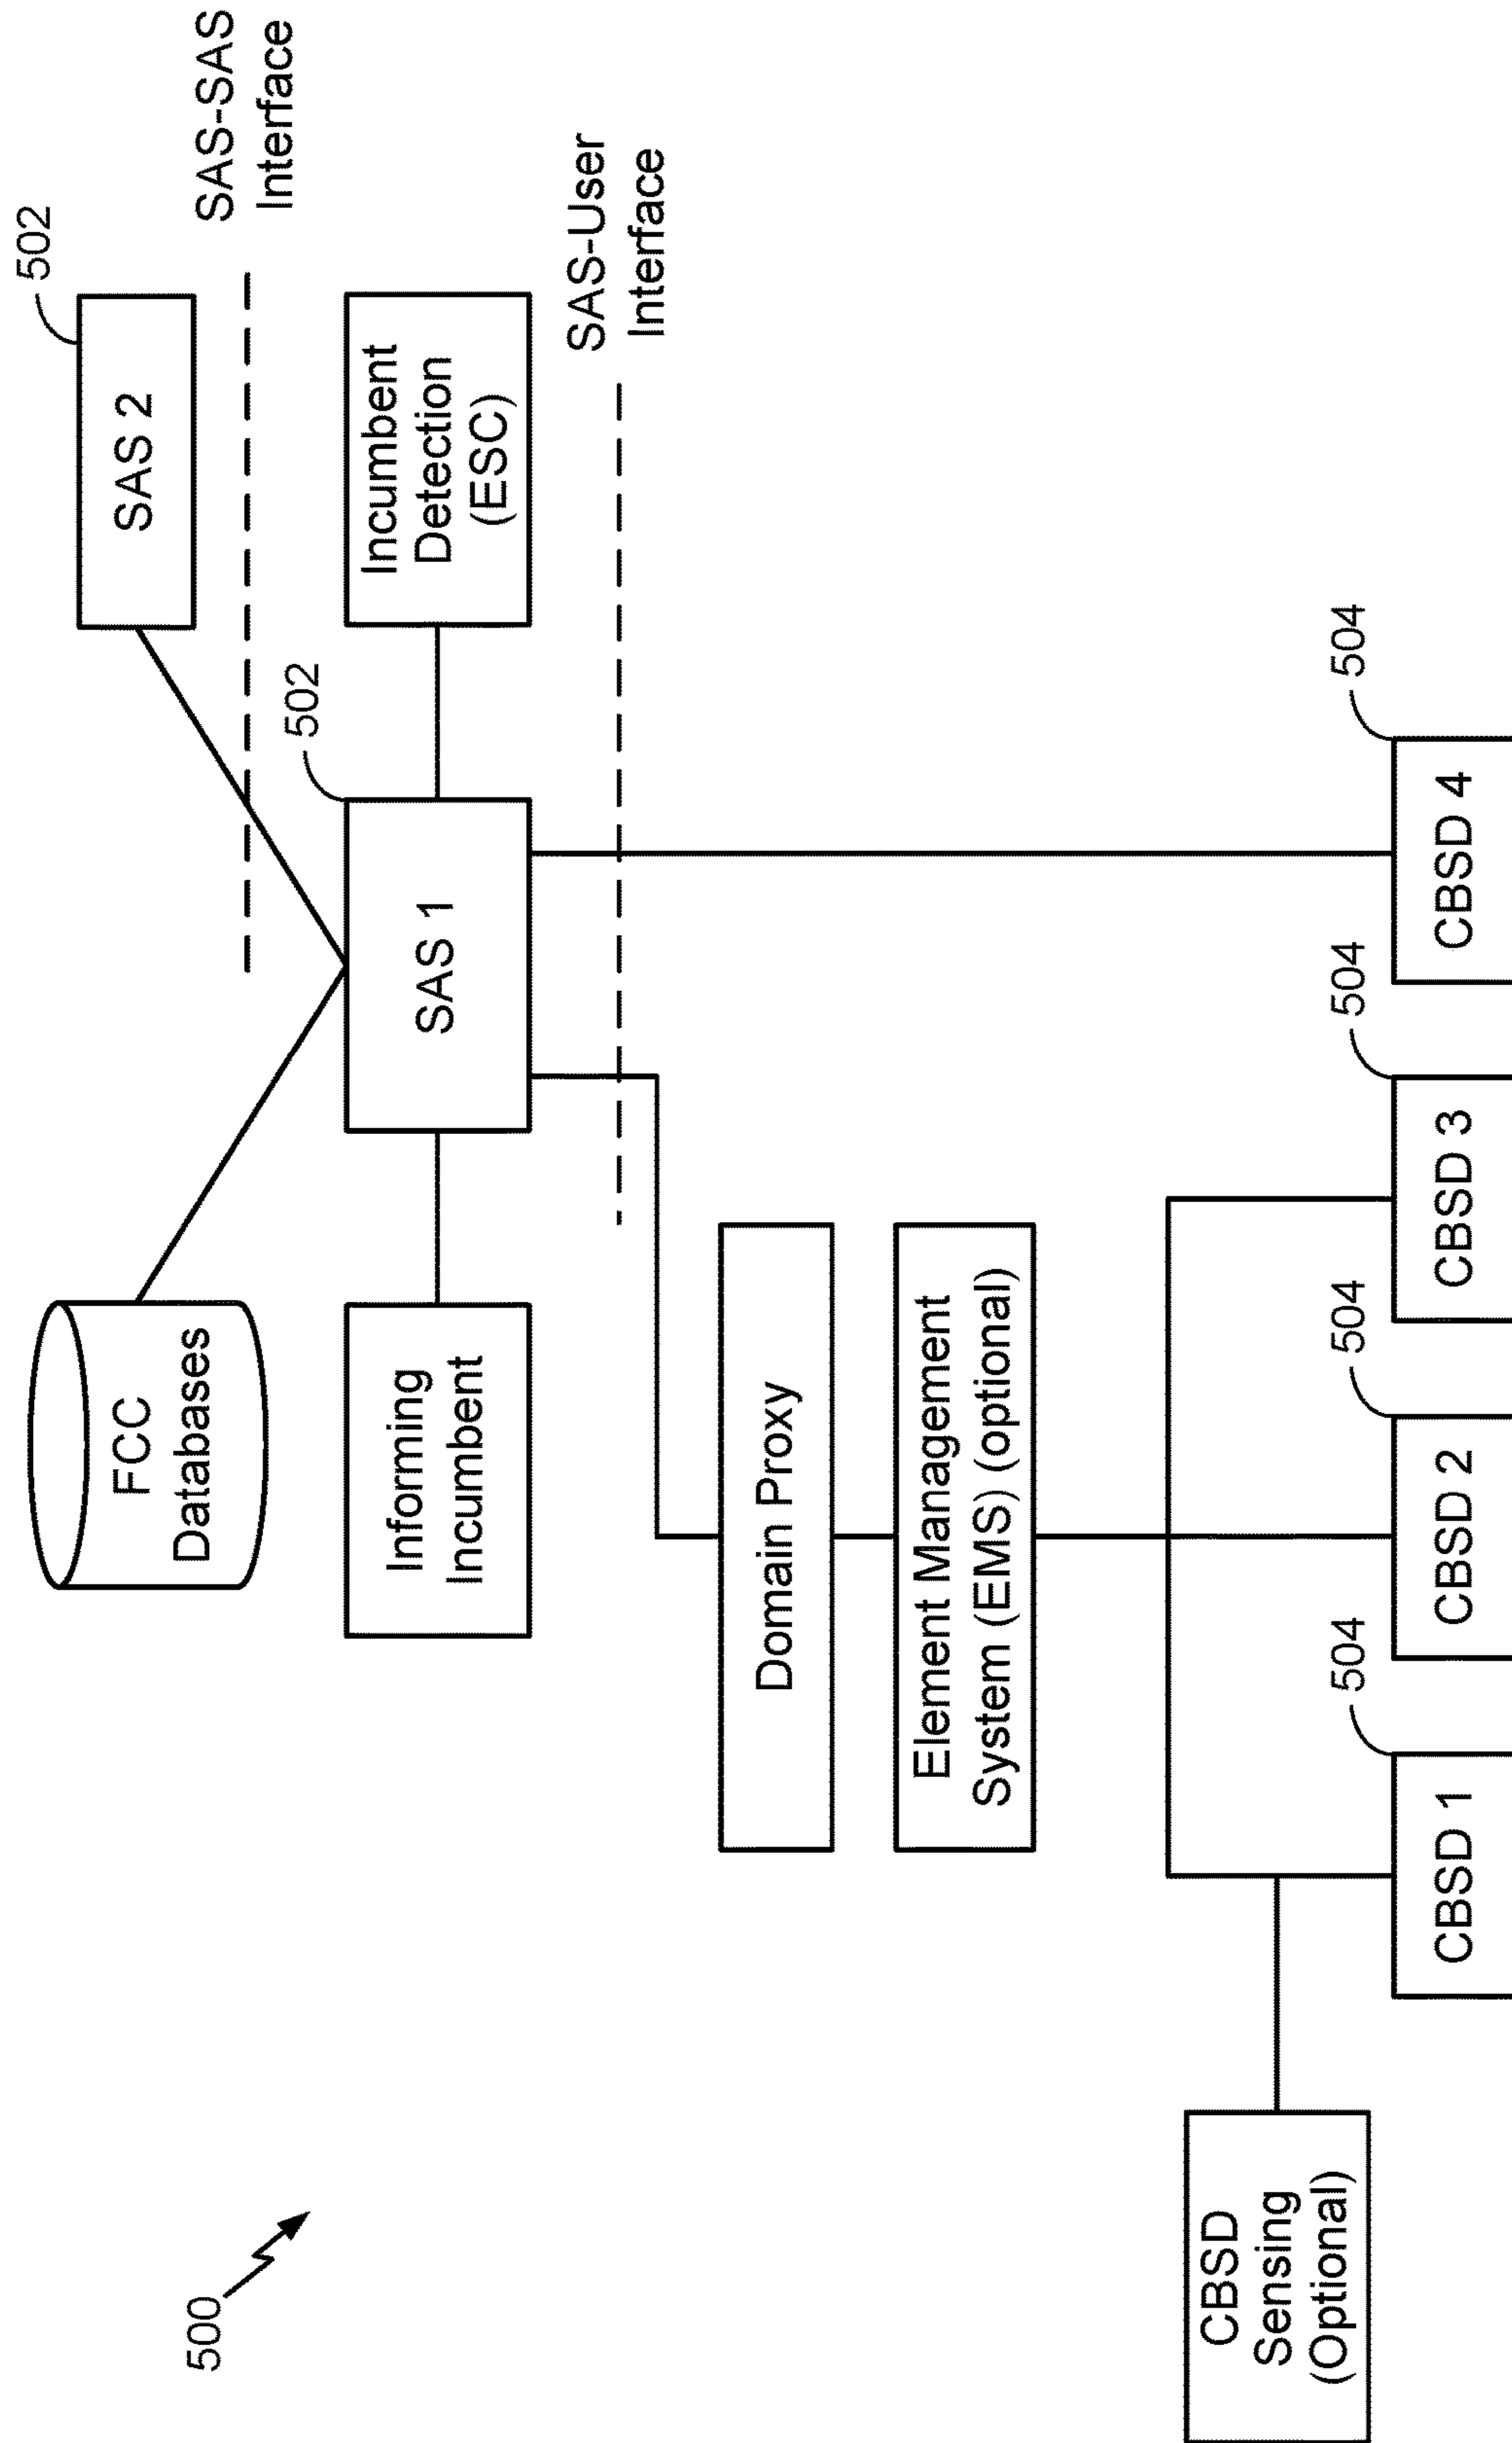 500
FCC
Databases
SAS 2
502
SAS-SAS
Interface
Informing
Incumbent
SAS 1
502
Incumbent
Detection
(ESC)
SAS-User
Interface
Domain Proxy
Element Management
System (EMS) (optional)
CBSD
Sensing
(Optional)
504
CBSD 1
504
CBSD 2
504
CBSD 3
504
CBSD 4